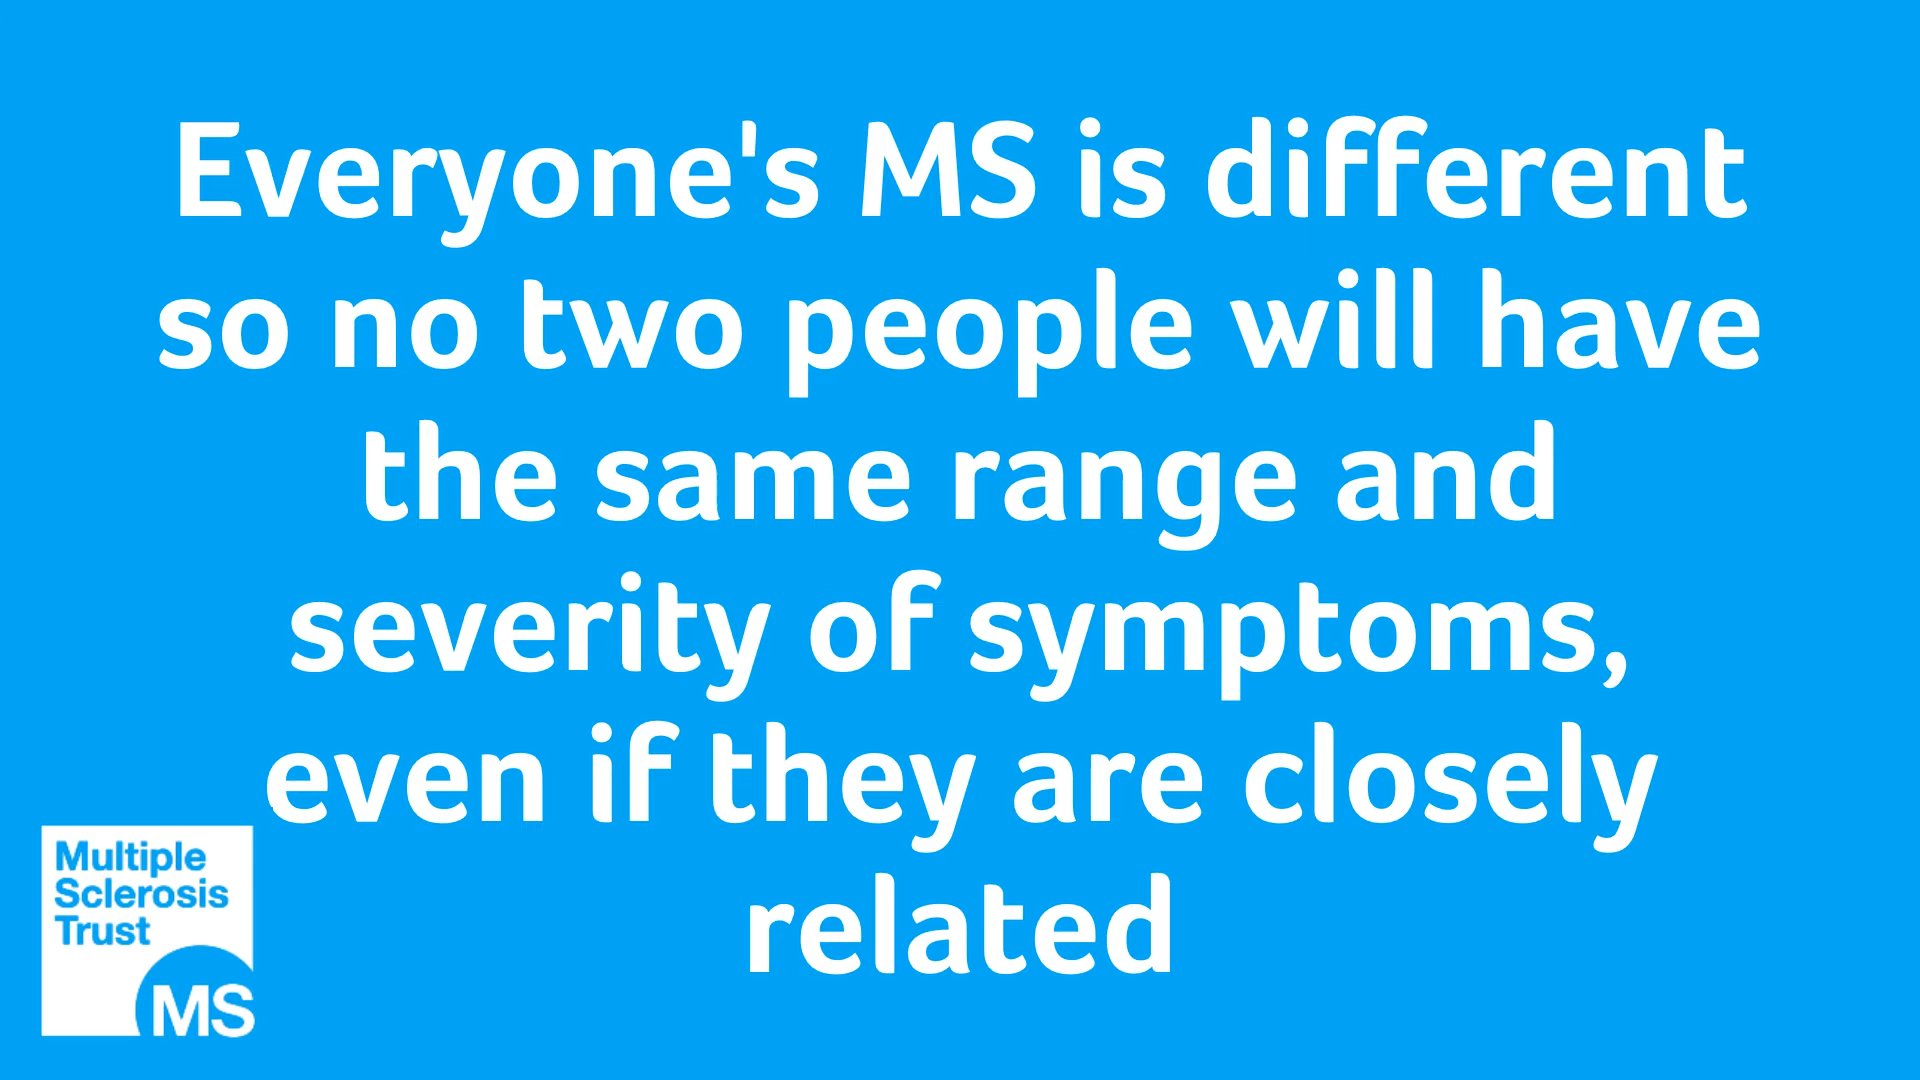 Everyone's MS is different
so no two people will have
the same range and
severity of symptoms,
even if they are closely
related
Multiple
Sclerosis
Trust
MS